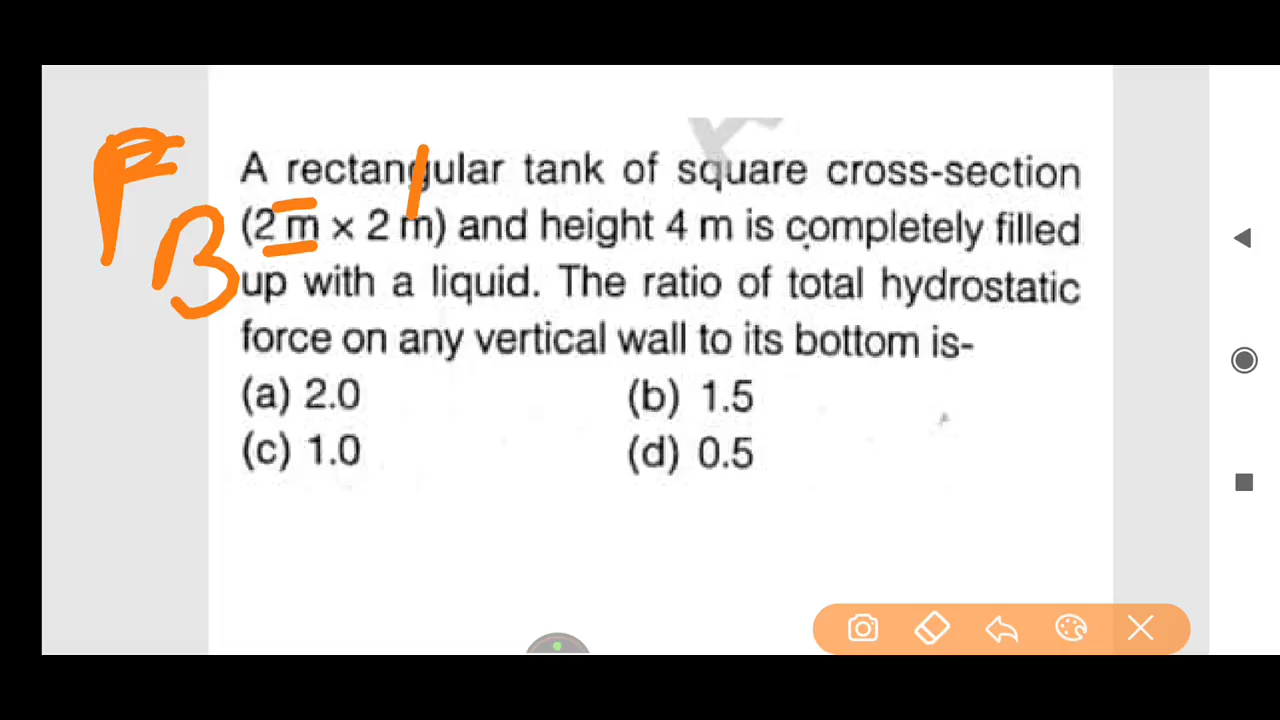 A rectangular tank of square cross-section
(2 m × 2 m) and height 4 m is completely filled
up with a liquid. The ratio of total hydrostatic
force on any vertical wall to its bottom is-
(a) 2.0 (b) 1.5
(c) 1.0 (d) 0.5
F B = 1